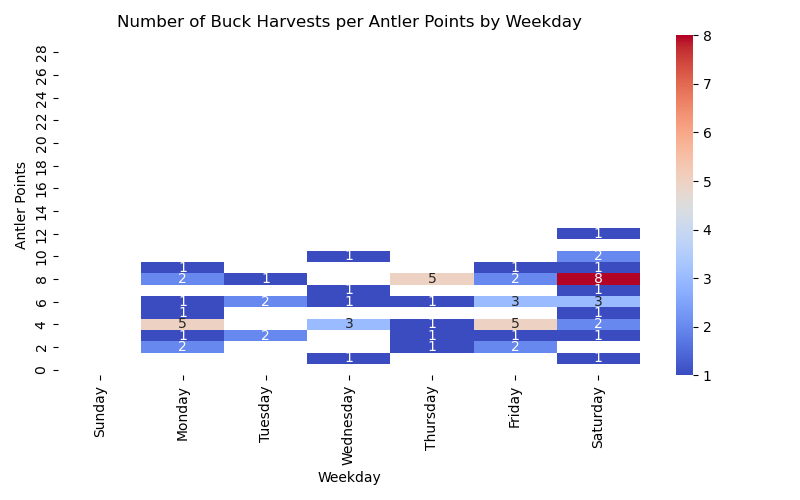 Number of Buck Harvests per Antler Points by Weekday
Antler Points
28
26
24
22
20
18
16
14
12 1
10 1 2
1 1 1
8 2 1 5 2 8
1 1
6 1 2 1 1 3 3
1 1
4 5 3 1 5 2
1 2 1 1 1
2 2 1 2
1 1
0
Sunday Monday Tuesday Wednesday Thursday Friday Saturday
Weekday
8
7
6
5
4
3
2
1